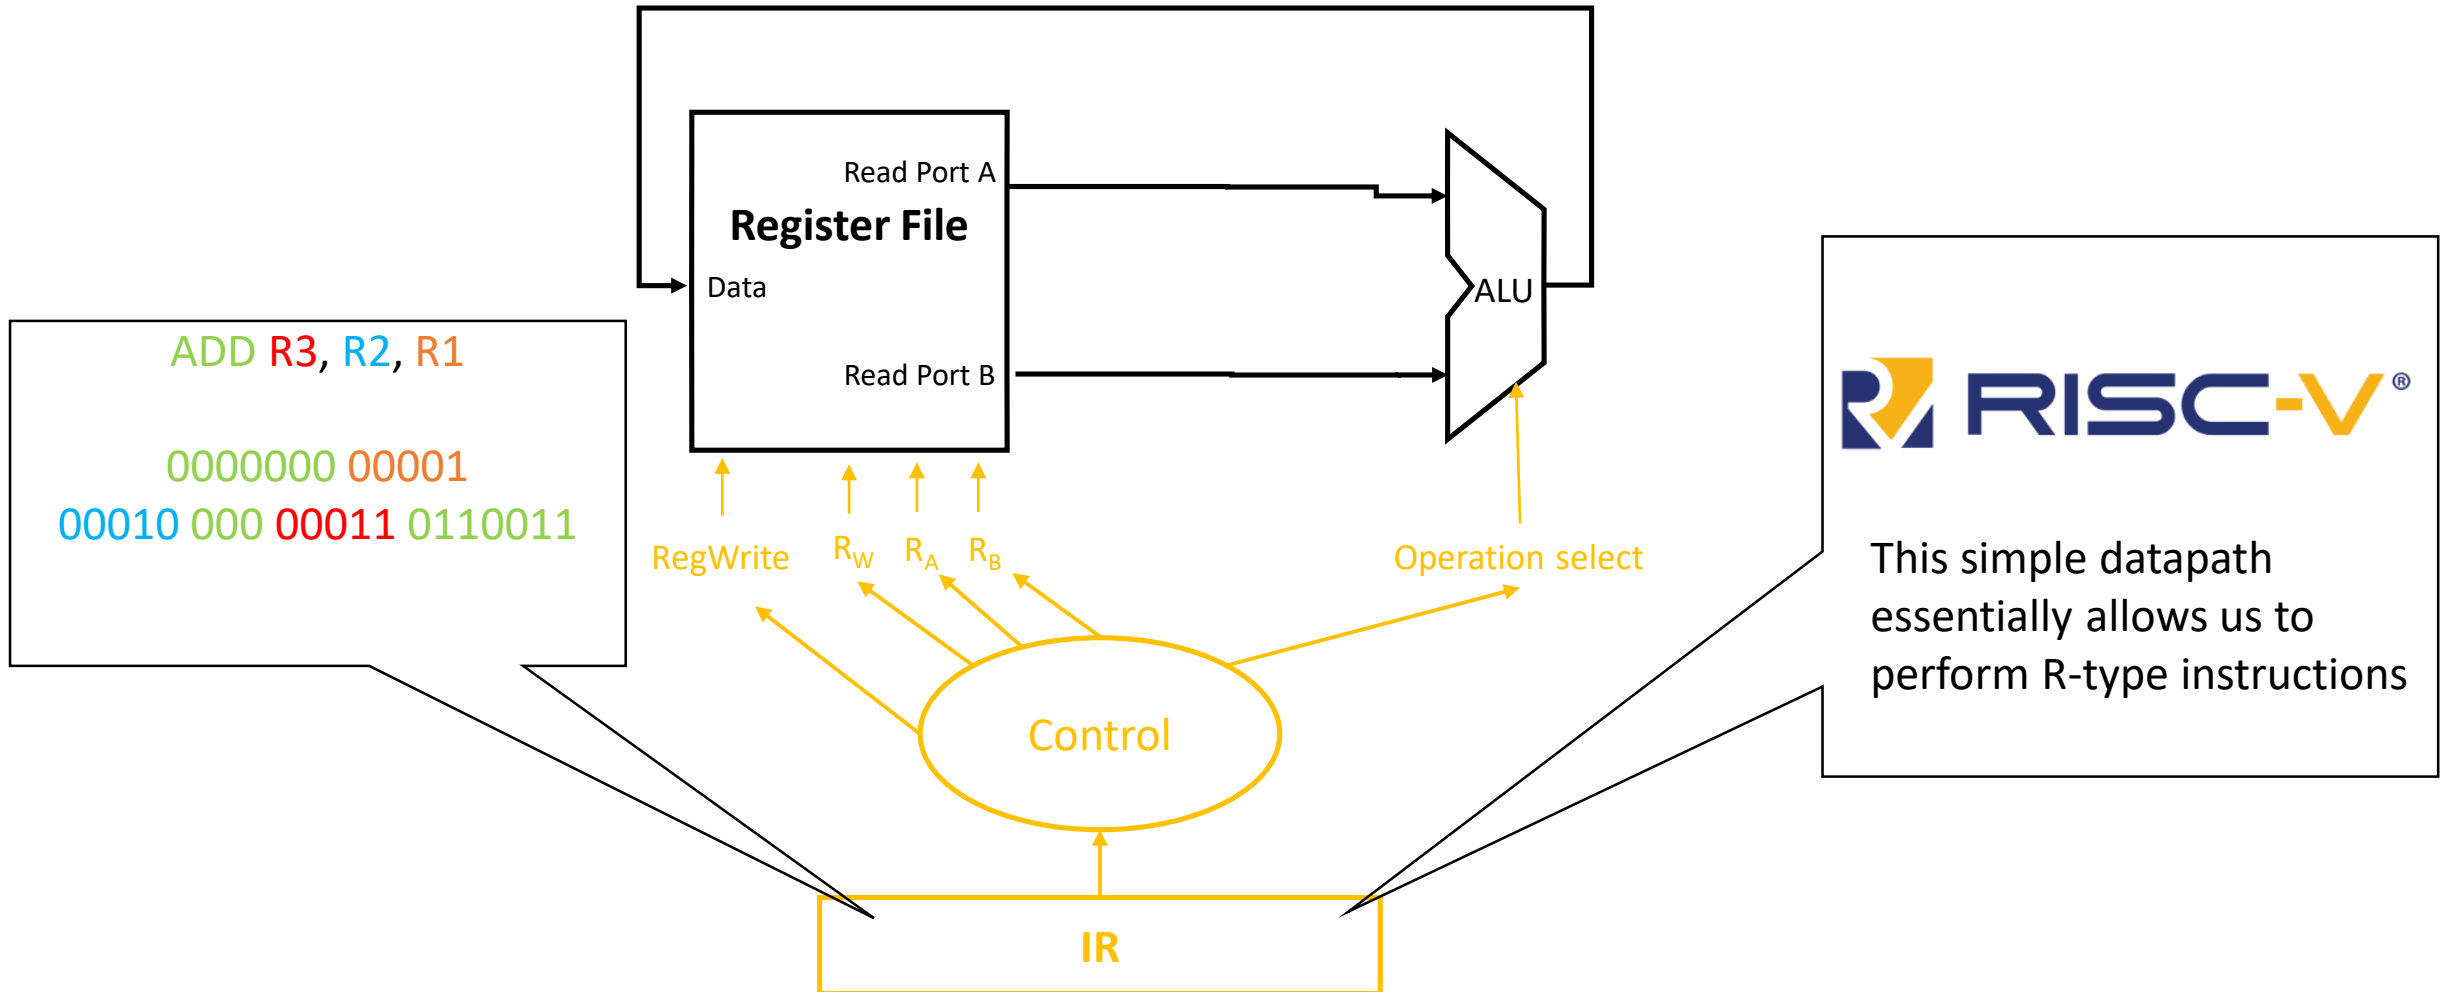 Read Port A
Register File
Data
ALU
Read Port B
ADD R3, R2, R1
0000000 00001
00010 000 00011 0110011
RISC-V®
This simple datapath
essentially allows us to
perform R-type instructions
RegWrite
RW
RA
RB
Operation select
Control
IR